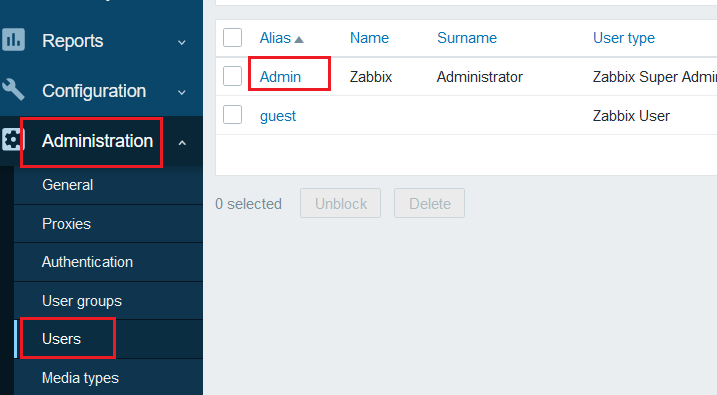 Reports
Configuration
Administration
General
Proxies
Authentication
User groups
Users
Media types
Alias Name Surname User type
Admin Zabbix Administrator Zabbix Super Admi
guest Zabbix User
0 selected Unblock Delete